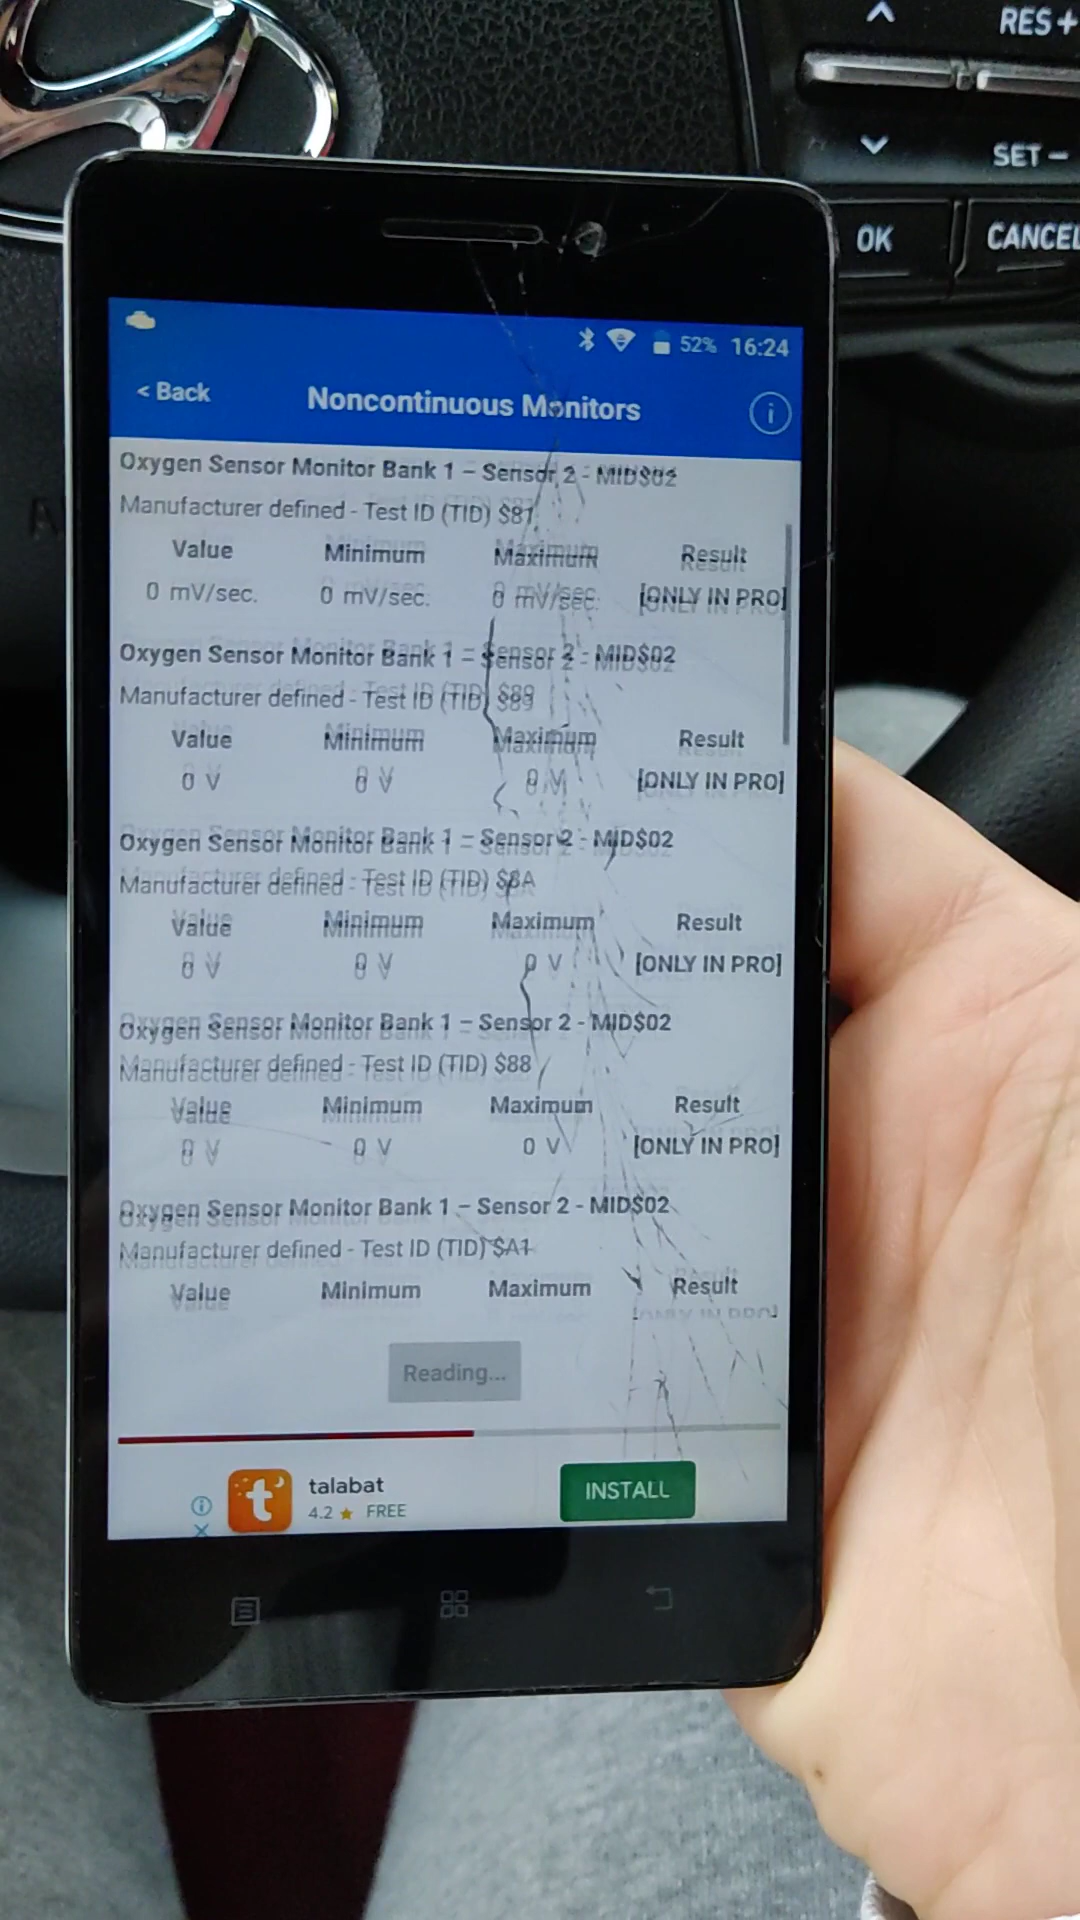 RES +
SET –
OK
CANCEL
52% 16:24
< Back
Noncontinuous Monitors
Oxygen Sensor Monitor Bank 1 – Sensor 2 - MID$02
Manufacturer defined - Test ID (TID) $81
Value Minimum Maximum Result
0 mV/sec. 0 mV/sec. 0 mV/sec. [ONLY IN PRO]
Oxygen Sensor Monitor Bank 1 – Sensor 2 - MID$02
Manufacturer defined - Test ID (TID) $89
Value Minimum Maximum Result
0 V 0 V 0 V [ONLY IN PRO]
Oxygen Sensor Monitor Bank 1 – Sensor 2 - MID$02
Manufacturer defined - Test ID (TID) $8A
Value Minimum Maximum Result
0 V 0 V 0 V [ONLY IN PRO]
Oxygen Sensor Monitor Bank 1 – Sensor 2 - MID$02
Manufacturer defined - Test ID (TID) $88
Value Minimum Maximum Result
0 V 0 V 0 V [ONLY IN PRO]
Oxygen Sensor Monitor Bank 1 – Sensor 2 - MID$02
Manufacturer defined - Test ID (TID) $A1
Value Minimum Maximum Result
[ONLY IN PRO]
Reading...
talabat
4.2 ★ FREE
INSTALL